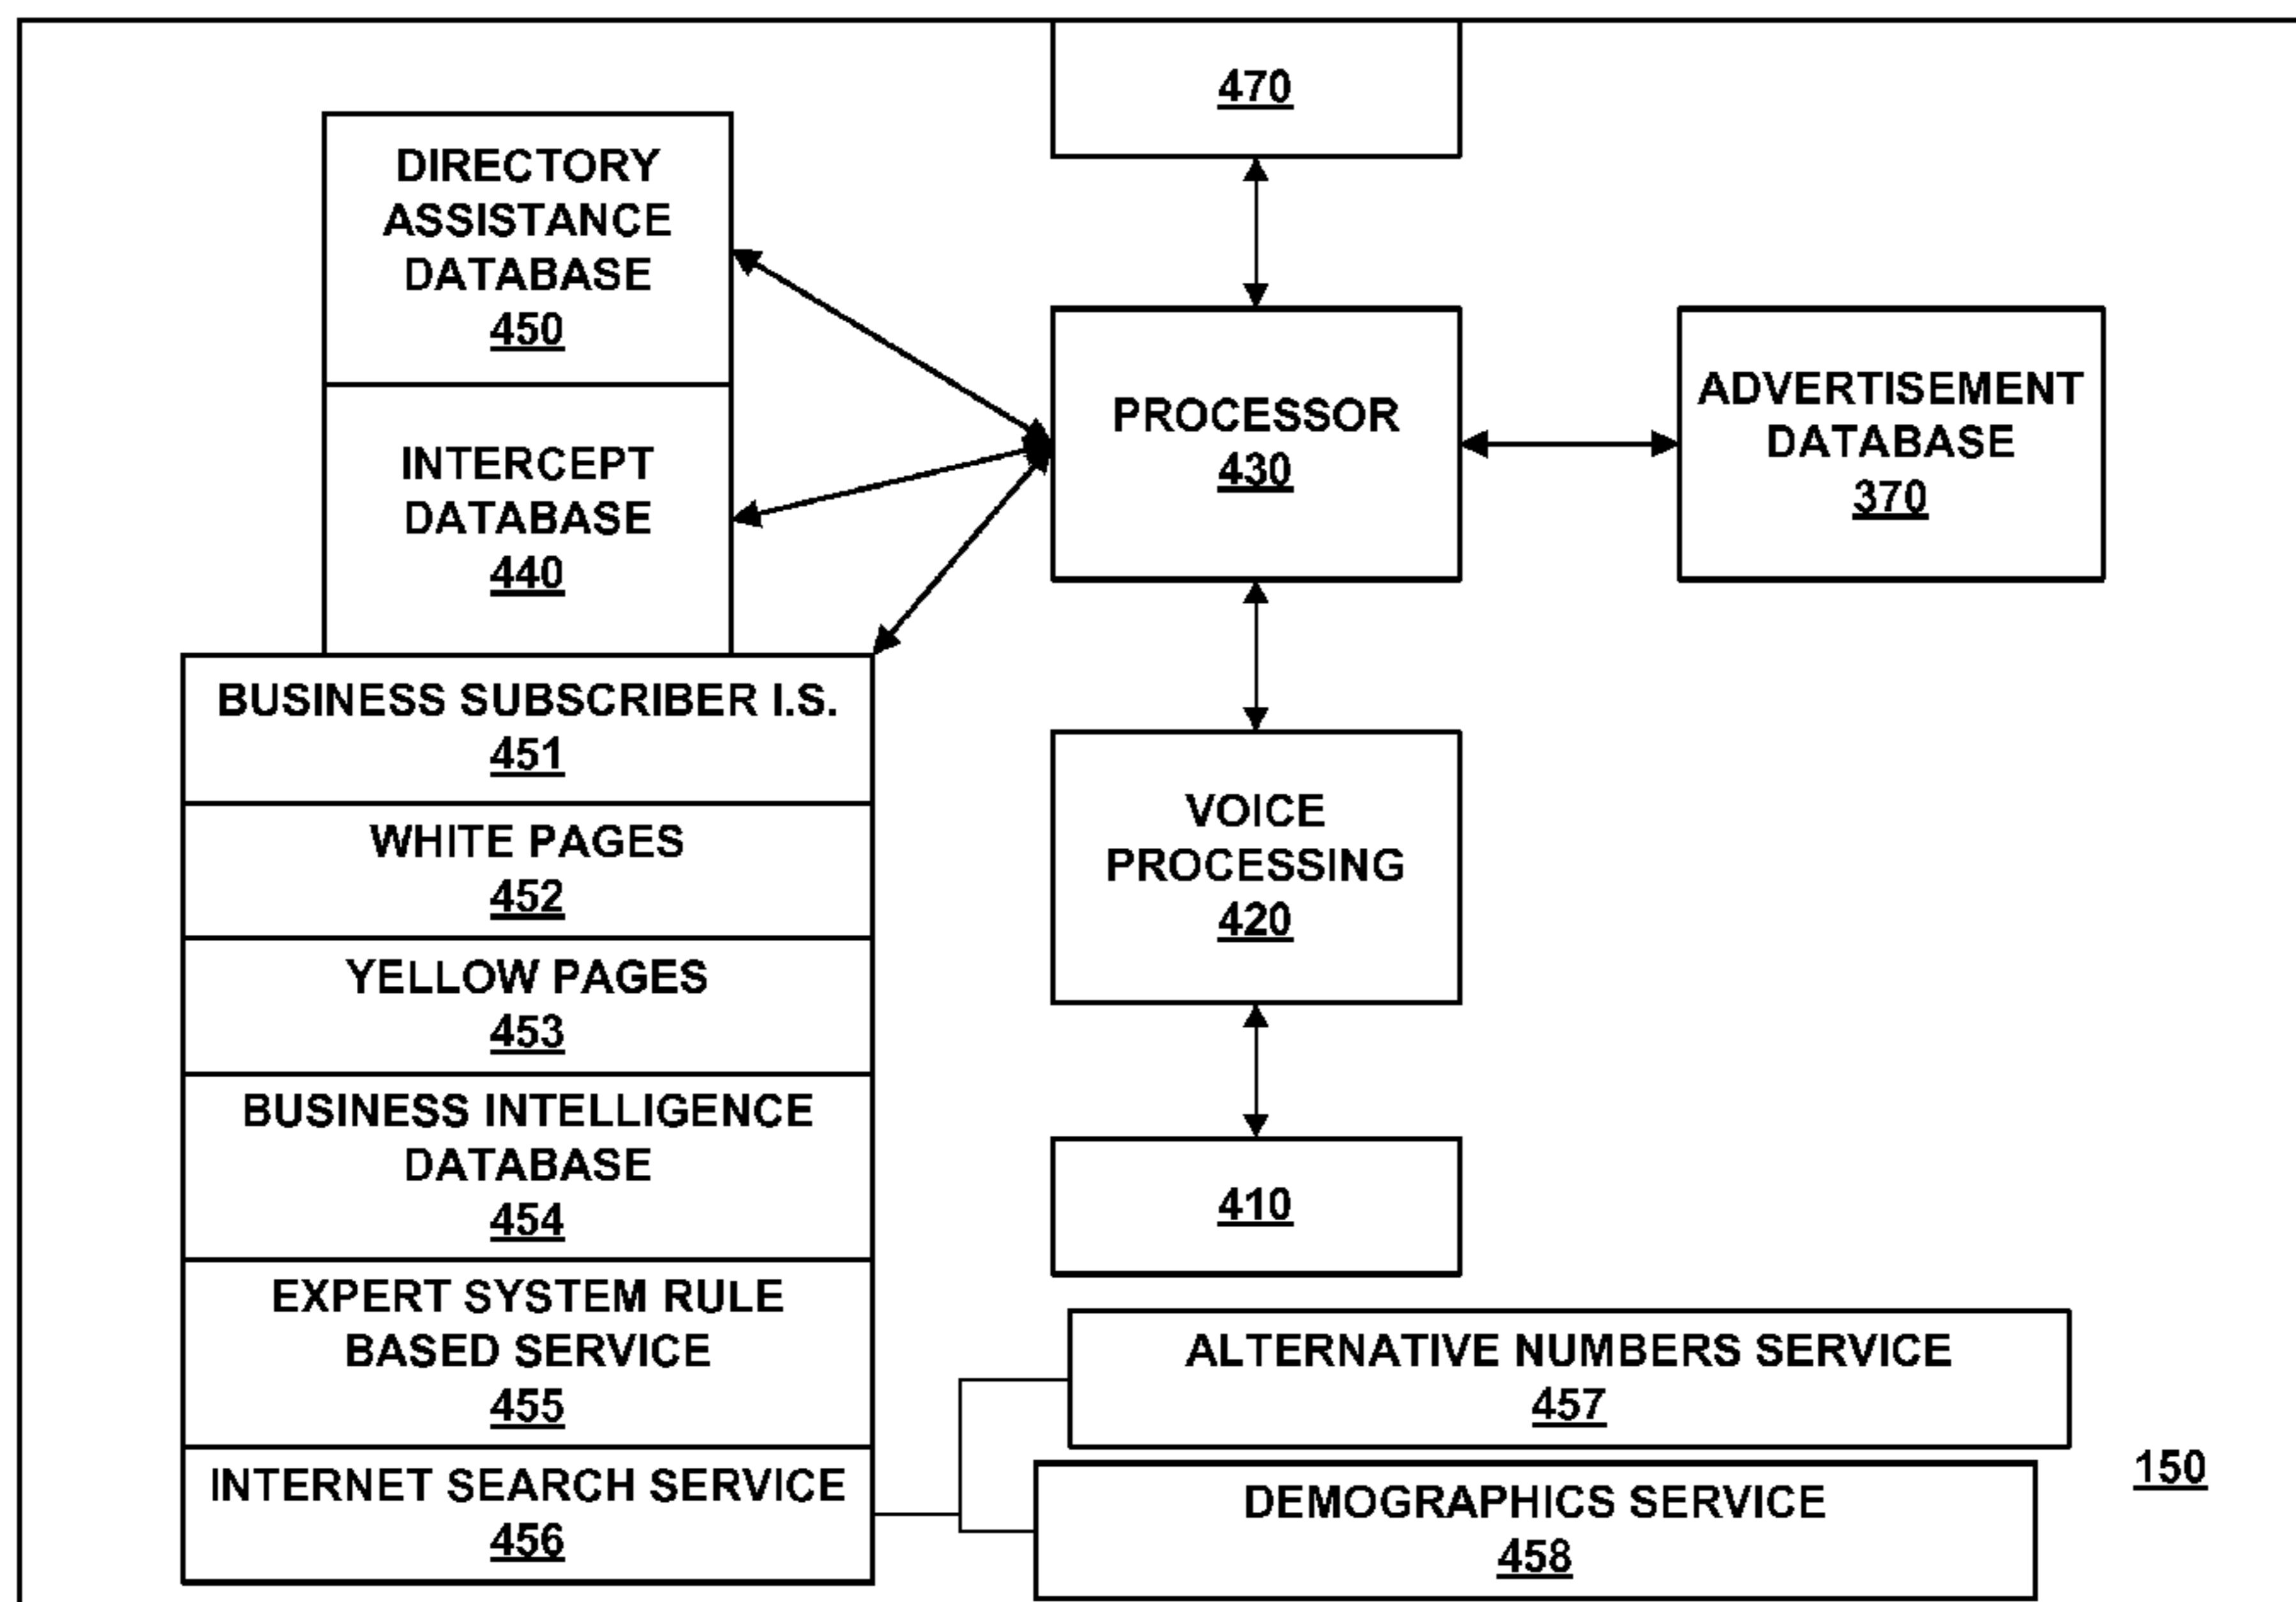 470
DIRECTORY
ASSISTANCE
DATABASE
450
INTERCEPT
DATABASE
440
PROCESSOR
430
ADVERTISEMENT
DATABASE
370
BUSINESS SUBSCRIBER I.S.
451
WHITE PAGES
452
YELLOW PAGES
453
BUSINESS INTELLIGENCE
DATABASE
454
EXPERT SYSTEM RULE
BASED SERVICE
455
INTERNET SEARCH SERVICE
456
VOICE
PROCESSING
420
410
ALTERNATIVE NUMBERS SERVICE
457
DEMOGRAPHICS SERVICE
458
150